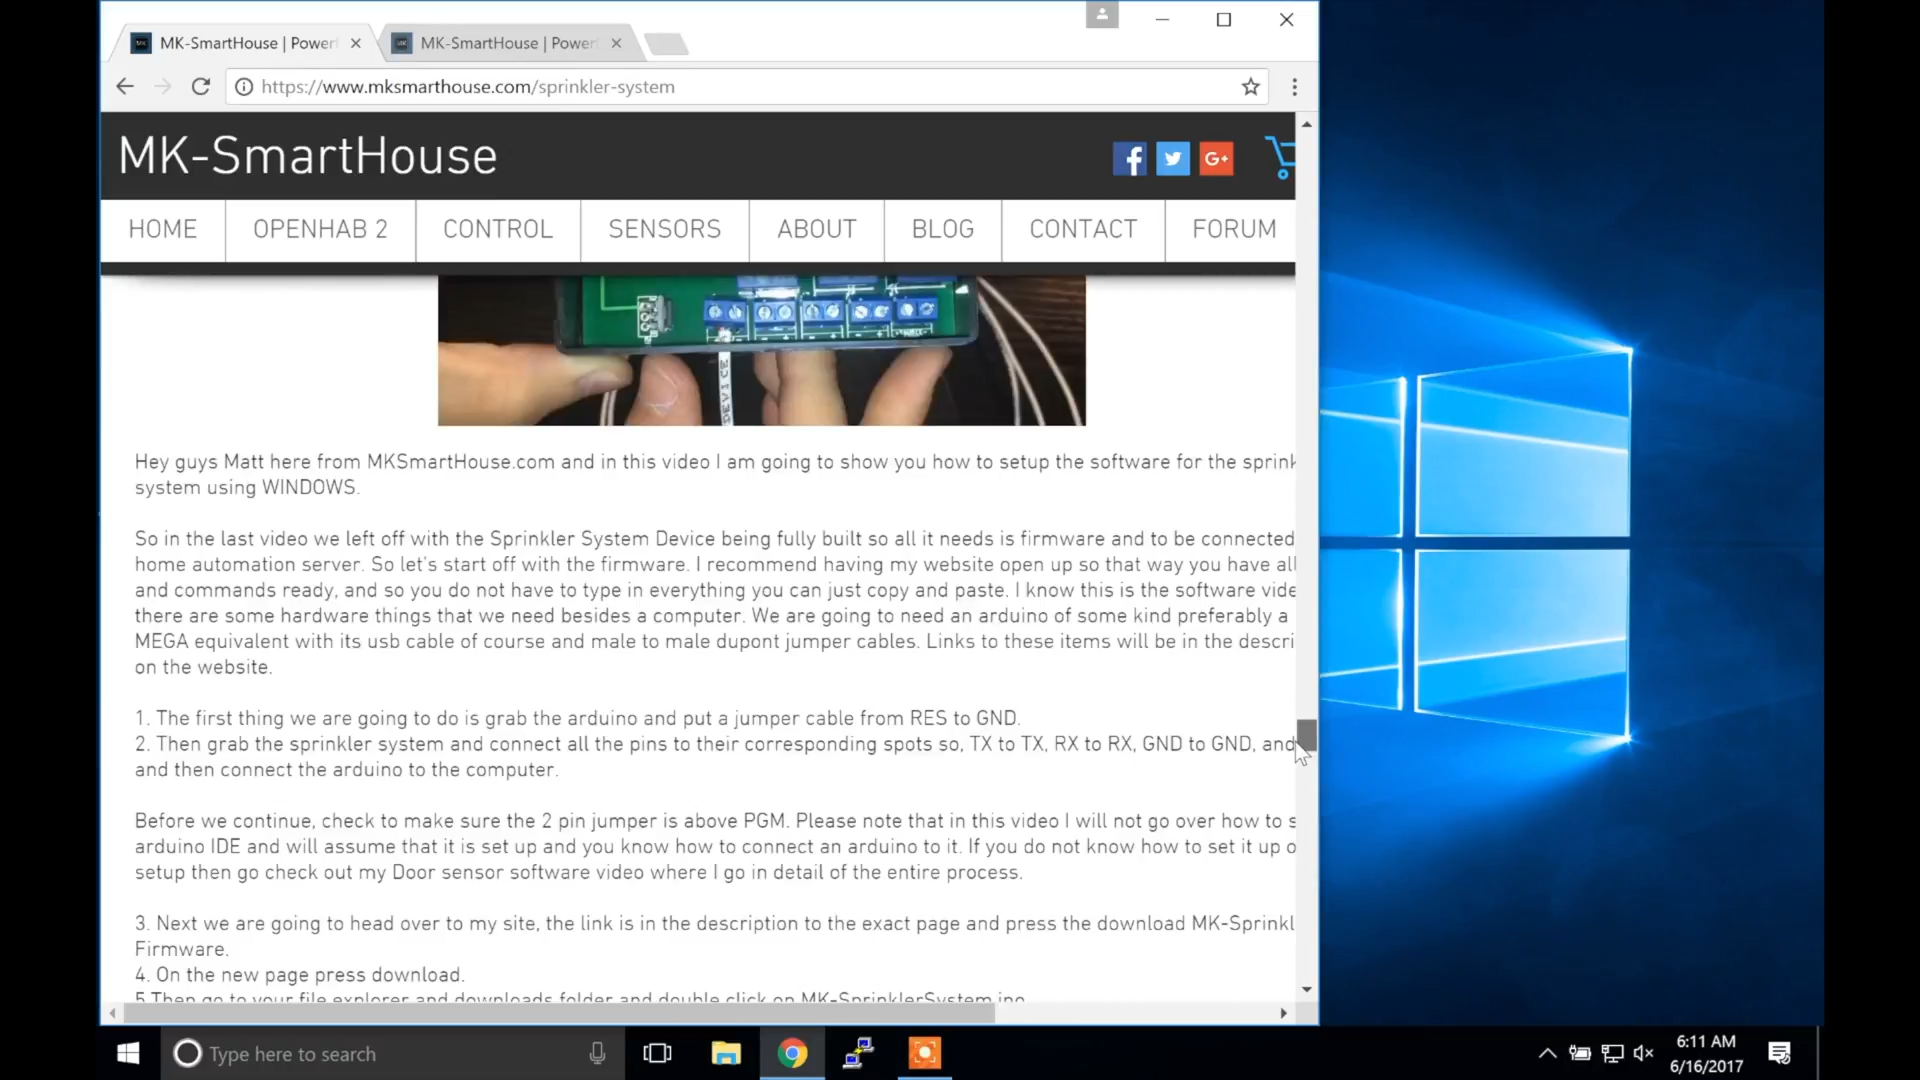 MK-SmartHouse | Power
MK-SmartHouse | Power
https://www.mksmarthouse.com/sprinkler-system
MK-SmartHouse
HOME
OPENHAB 2
CONTROL
SENSORS
ABOUT
BLOG
CONTACT
FORUM
DEVICE
Hey guys Matt here from MKSmartHouse.com and in this video I am going to show you how to setup the software for the sprink
system using WINDOWS.
So in the last video we left off with the Sprinkler System Device being fully built so all it needs is firmware and to be connected
home automation server. So let's start off with the firmware. I recommend having my website open up so that way you have all
and commands ready, and so you do not have to type in everything you can just copy and paste. I know this is the software vide
there are some hardware things that we need besides a computer. We are going to need an arduino of some kind preferably a
MEGA equivalent with its usb cable of course and male to male dupont jumper cables. Links to these items will be in the descri
on the website.
1. The first thing we are going to do is grab the arduino and put a jumper cable from RES to GND.
2. Then grab the sprinkler system and connect all the pins to their corresponding spots so, TX to TX, RX to RX, GND to GND, and
and then connect the arduino to the computer.
Before we continue, check to make sure the 2 pin jumper is above PGM. Please note that in this video I will not go over how to s
arduino IDE and will assume that it is set up and you know how to connect an arduino to it. If you do not know how to set it up o
setup then go check out my Door sensor software video where I go in detail of the entire process.
3. Next we are going to head over to my site, the link is in the description to the exact page and press the download MK-Sprinkl
Firmware.
4. On the new page press download.
5.Then go to your file explorer and downloads folder and double click on MK-SprinklerSystem.ino
Type here to search
6:11 AM
6/16/2017